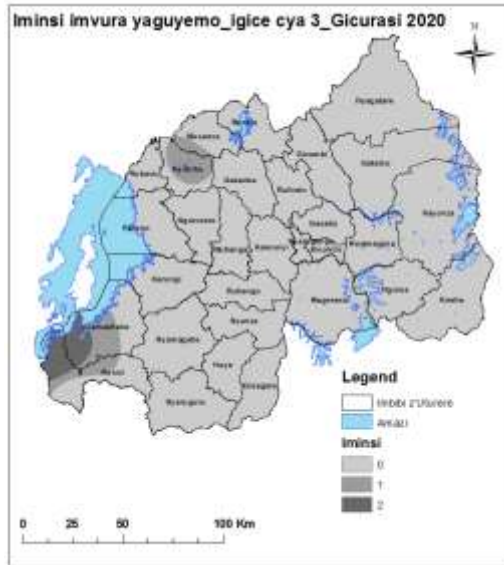 Iminsi imvura yaguyemo_igice cya 3_Gicurasi 2020
N
Nyagatare
Musanze
Burera
Gicumbi
Gatsibo
Rubavu
Nyabihu
Gakenke
Rulindo
Kayonza
Rutsiro
Ngororero
Gasabo
Rwamagana
Muhanga
Kamonyi
Karongi
Ruhango
Bugesera
Ngoma
Kirehe
Nyanza
Nyamasheke
Nyamagabe
Huye
Rusizi
Gisagara
Nyaruguru
Legend
Imbibi z'Uturere
Amazi
Iminsi
0
1
2
0 25 50 100 Km